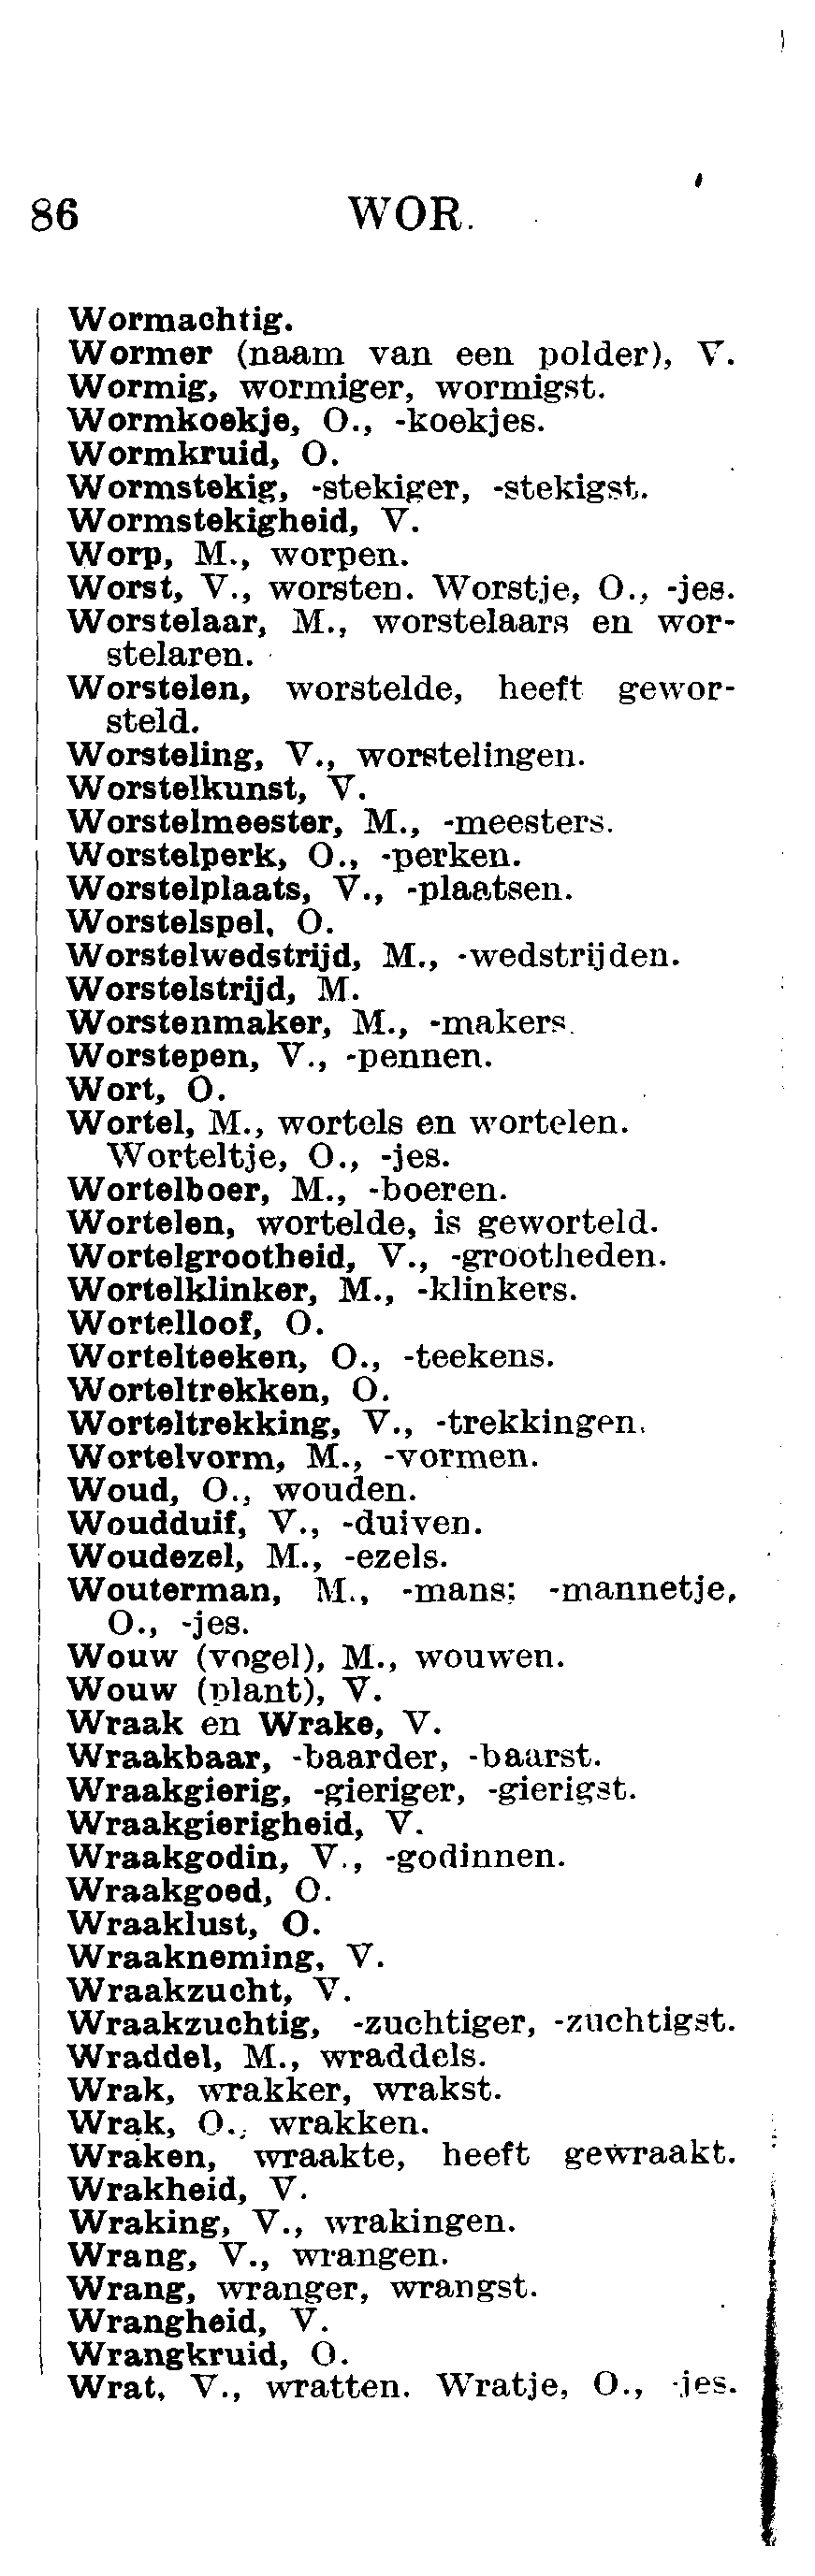 86 WOR.
Wormachtig.
Wormer (naam van een polder), V.
Wormig, wormiger, wormigst.
Wormkoekje, O., -koekjes.
Wormkruid, O.
Wormstekig, -stekiger, -stekigst.
Wormstekigheid, V.
Worp, M., worpen.
Worst, V., worsten. Worstje, O., -jes.
Worstelaar, M., worstelaars en wor-
stelaren.
Worstelen, worstelde, heeft gewor-
steld.
Worsteling, V., worstelingen.
Worstelkunst, V.
Worstelmeester, M., -meesters.
Worstelperk, O., -perken.
Worstelplaats, V., -plaatsen.
Worstelspel, O.
Worstelwedstrijd, M., -wedstrijden.
Worstelstrijd, M.
Worstenmaker, M., -makers.
Worstepen, V., -pennen.
Wort, O.
Wortel, M., wortels en wortelen.
Worteltje, O., -jes.
Wortelboer, M., -boeren.
Wortelen, wortelde, is geworteld.
Wortelgrootheid, V., -grootheden.
Wortelklinker, M., -klinkers.
Wortelloof, O.
Wortelteeken, O., -teekens.
Worteltrekken, O.
Worteltrekking, V., -trekkingen.
Wortelvorm, M., -vormen.
Woud, O., wouden.
Woudduif, V., -duiven.
Woudezel, M., -ezels.
Wouterman, M., -mans; -mannetje,
O., -jes.
Wouw (vogel), M., wouwen.
Wouw (plant), V.
Wraak en Wrake, V.
Wraakbaar, -baarder, -baarst.
Wraakgierig, -gieriger, -gierigst.
Wraakgierigheid, V.
Wraakgodin, V., -godinnen.
Wraakgoed, O.
Wraaklust, O.
Wraakneming, V.
Wraakzucht, V.
Wraakzuchtig, -zuchtiger, -zuchtigst.
Wraddel, M., wraddels.
Wrak, wrakker, wrakst.
Wrak, O., wrakken.
Wraken, wraakte, heeft gewraakt.
Wrakheid, V.
Wraking, V., wrakingen.
Wrang, V., wrangen.
Wrang, wranger, wrangst.
Wrangheid, V.
Wrangkruid, O.
Wrat, V., wratten. Wratje, O., -jes.